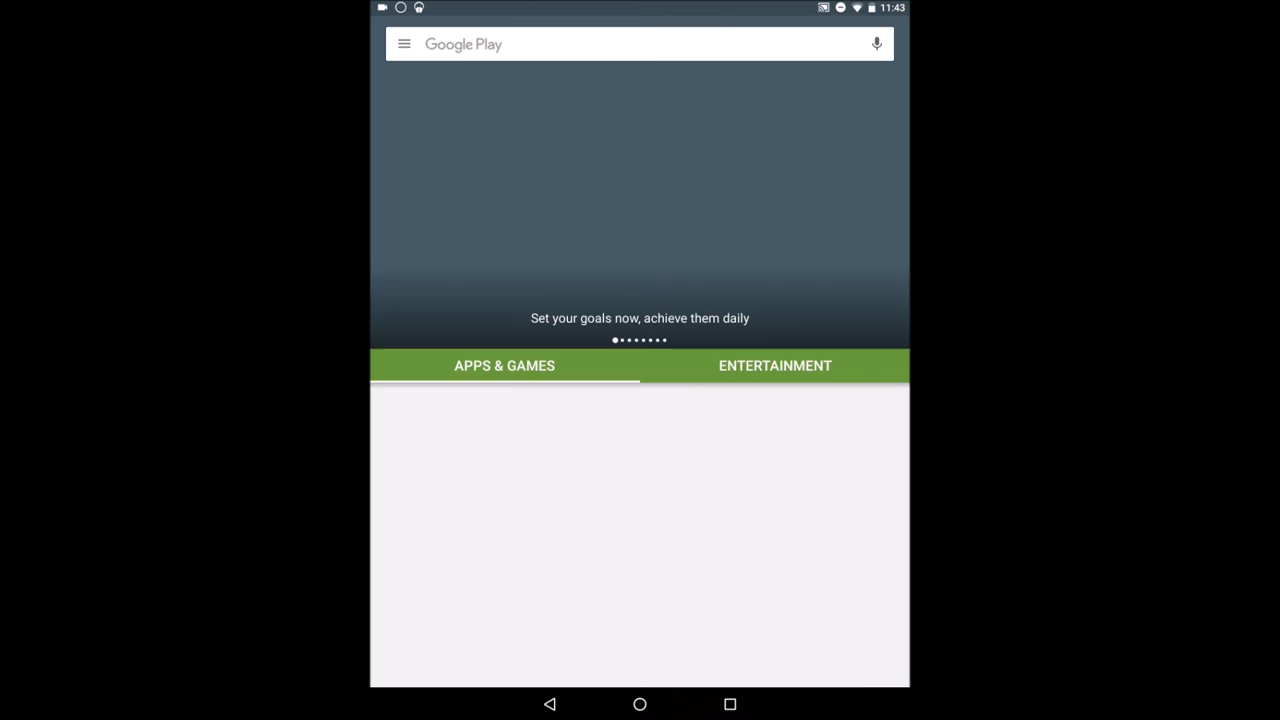 11:43
Google Play
Set your goals now, achieve them daily
APPS & GAMES
ENTERTAINMENT